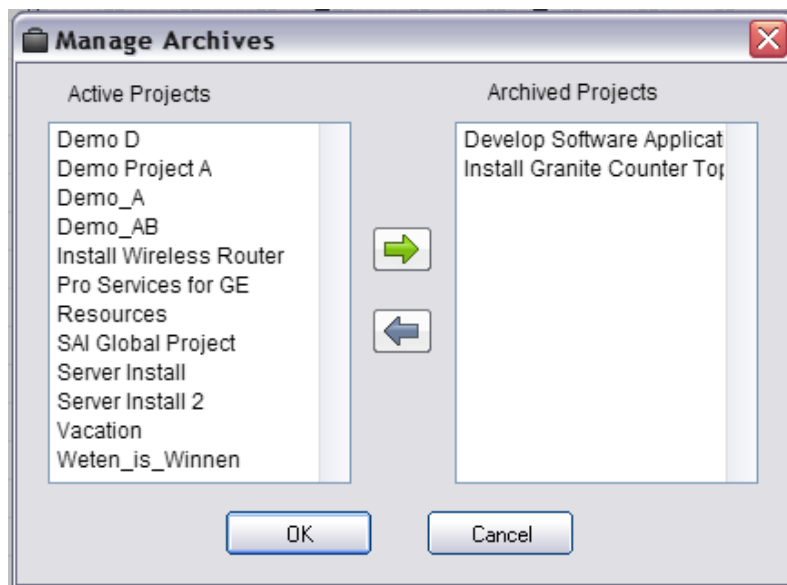 Manage Archives
Active Projects
Archived Projects
Demo D
Demo Project A
Demo_A
Demo_AB
Install Wireless Router
Pro Services for GE
Resources
SAI Global Project
Server Install
Server Install 2
Vacation
Weten_is_Winnen
Develop Software Applicat
Install Granite Counter Top
OK
Cancel